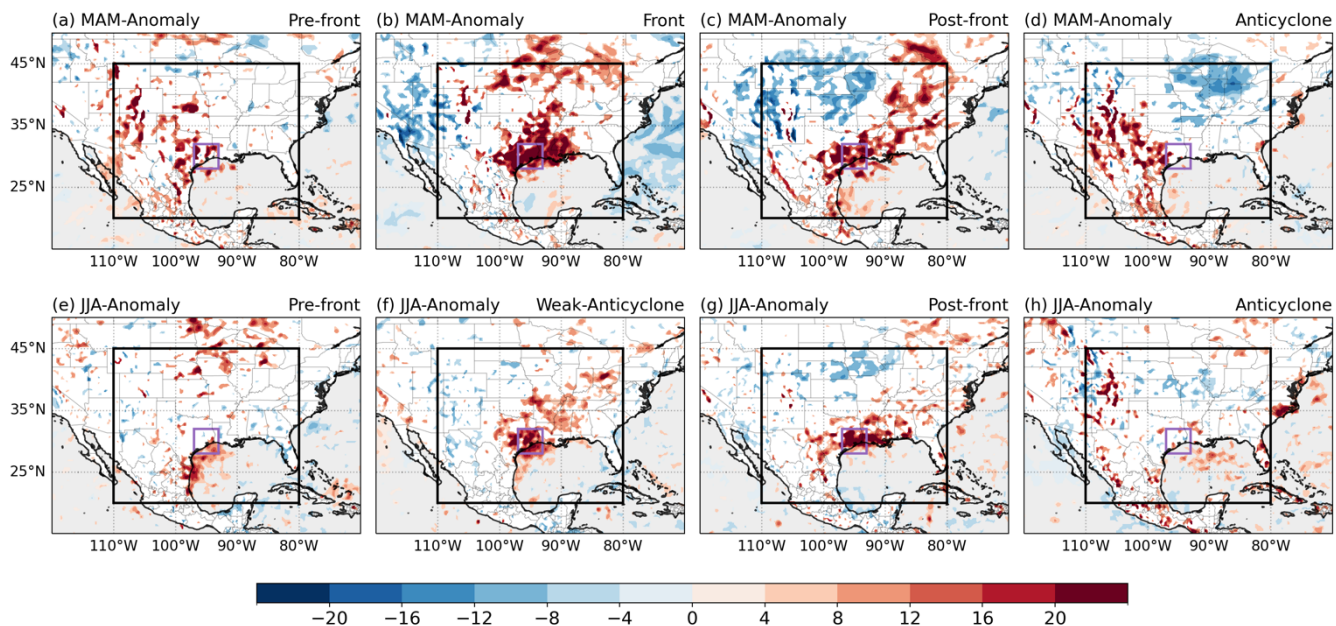 (a) MAM-Anomaly Pre-front
(b) MAM-Anomaly Front
(c) MAM-Anomaly Post-front
(d) MAM-Anomaly Anticyclone
45°N
35°N
25°N
110°W 100°W 90°W 80°W
110°W 100°W 90°W 80°W
110°W 100°W 90°W 80°W
110°W 100°W 90°W 80°W
(e) JJA-Anomaly Pre-front
(f) JJA-Anomaly Weak-Anticyclone
(g) JJA-Anomaly Post-front
(h) JJA-Anomaly Anticyclone
45°N
35°N
25°N
110°W 100°W 90°W 80°W
110°W 100°W 90°W 80°W
110°W 100°W 90°W 80°W
110°W 100°W 90°W 80°W
−20 −16 −12 −8 −4 0 4 8 12 16 20